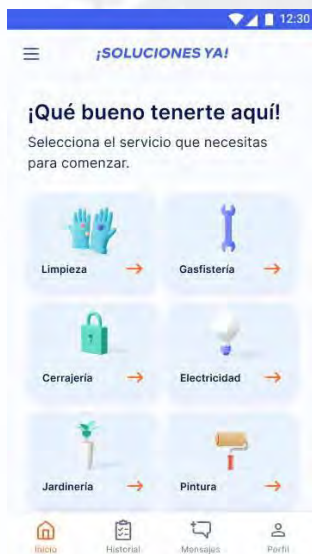 12:30
¡SOLUCIONES YA!
¡Qué bueno tenerte aquí!
Selecciona el servicio que necesitas
para comenzar.
Limpieza
Gasfistería
Cerrajería
Electricidad
Jardinería
Pintura
Inicio
Historial
Mensajes
Perfil